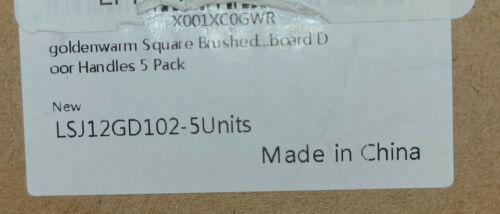 X001XC0GWR
goldenwarm Square Brushed...board D
oor Handles 5 Pack
New
LSJ12GD102-5Units
Made in China